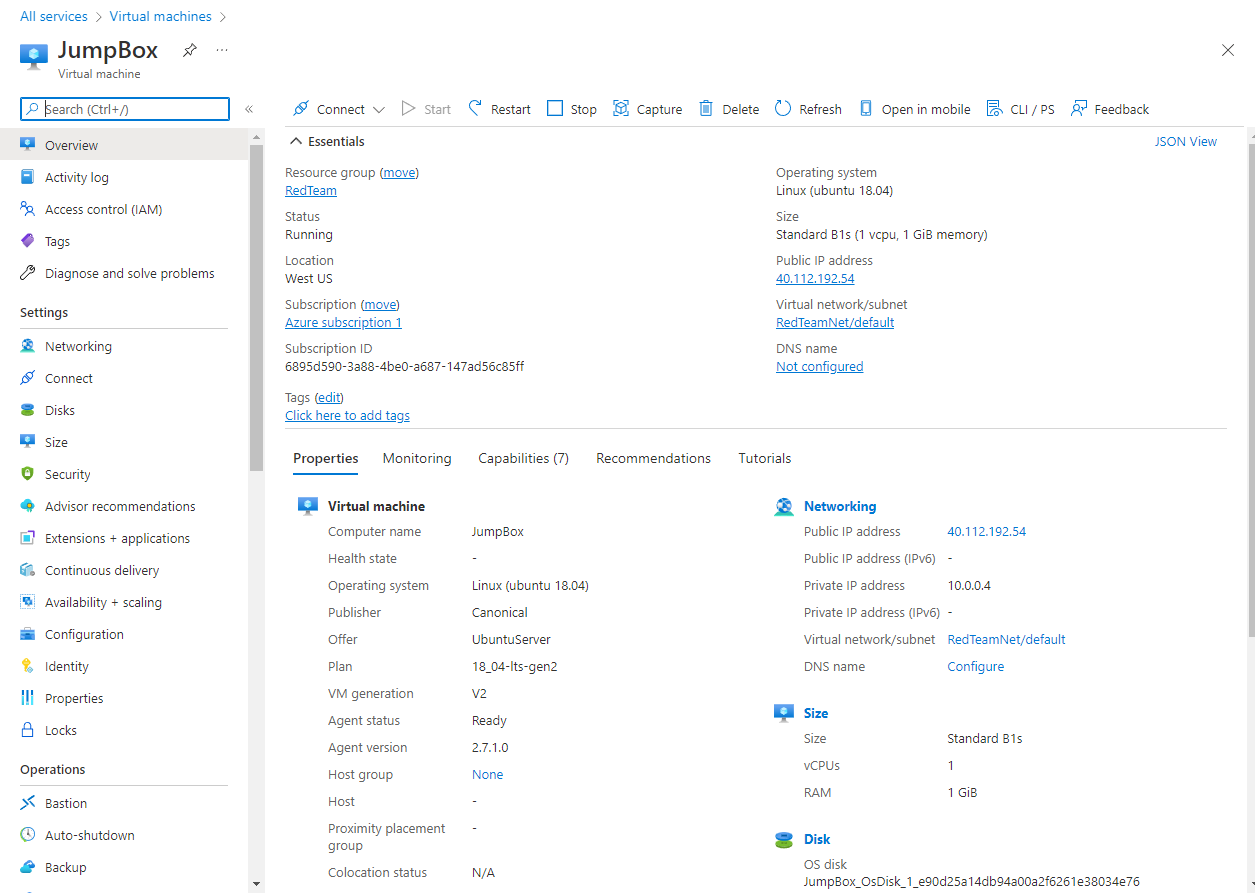 All services > Virtual machines >
JumpBox
Virtual machine
Search (Ctrl+/)
«
Overview
Activity log
Access control (IAM)
Tags
Diagnose and solve problems
Settings
Networking
Connect
Disks
Size
Security
Advisor recommendations
Extensions + applications
Continuous delivery
Availability + scaling
Configuration
Identity
Properties
Locks
Operations
Bastion
Auto-shutdown
Backup
Connect Start Restart Stop Capture Delete Refresh Open in mobile CLI / PS Feedback
Essentials
JSON View
Resource group (move)
RedTeam
Status
Running
Location
West US
Subscription (move)
Azure subscription 1
Subscription ID
6895d590-3a88-4be0-a687-147ad56c85ff
Tags (edit)
Click here to add tags
Operating system
Linux (ubuntu 18.04)
Size
Standard B1s (1 vcpu, 1 GiB memory)
Public IP address
40.112.192.54
Virtual network/subnet
RedTeamNet/default
DNS name
Not configured
Properties Monitoring Capabilities (7) Recommendations Tutorials
Virtual machine
Computer name JumpBox
Health state -
Operating system Linux (ubuntu 18.04)
Publisher Canonical
Offer UbuntuServer
Plan 18_04-lts-gen2
VM generation V2
Agent status Ready
Agent version 2.7.1.0
Host group None
Host -
Proximity placement -
group
Colocation status N/A
Networking
Public IP address 40.112.192.54
Public IP address (IPv6) -
Private IP address 10.0.0.4
Private IP address (IPv6) -
Virtual network/subnet RedTeamNet/default
DNS name Configure
Size
Size Standard B1s
vCPUs 1
RAM 1 GiB
Disk
OS disk
JumpBox_OsDisk_1_e90d25a14db94a00a2f6261e38034e76